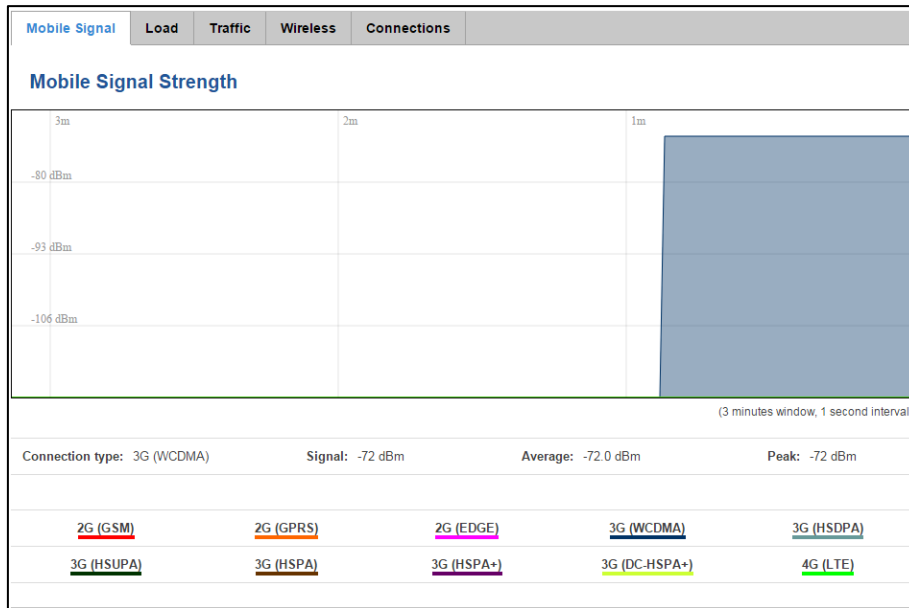 Mobile Signal Load Traffic Wireless Connections
Mobile Signal Strength
3m 2m 1m
-80 dBm
-93 dBm
-106 dBm
(3 minutes window, 1 second interval
Connection type: 3G (WCDMA) Signal: -72 dBm Average: -72.0 dBm Peak: -72 dBm
2G (GSM) 2G (GPRS) 2G (EDGE) 3G (WCDMA) 3G (HSDPA)
3G (HSUPA) 3G (HSPA) 3G (HSPA+) 3G (DC-HSPA+) 4G (LTE)